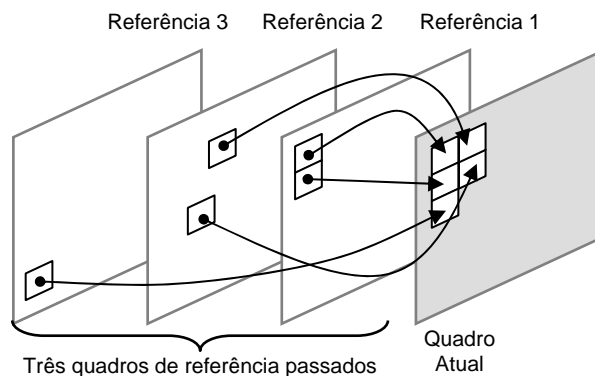 Referência 3
Referência 2
Referência 1
Quadro
Atual
Três quadros de referência passados